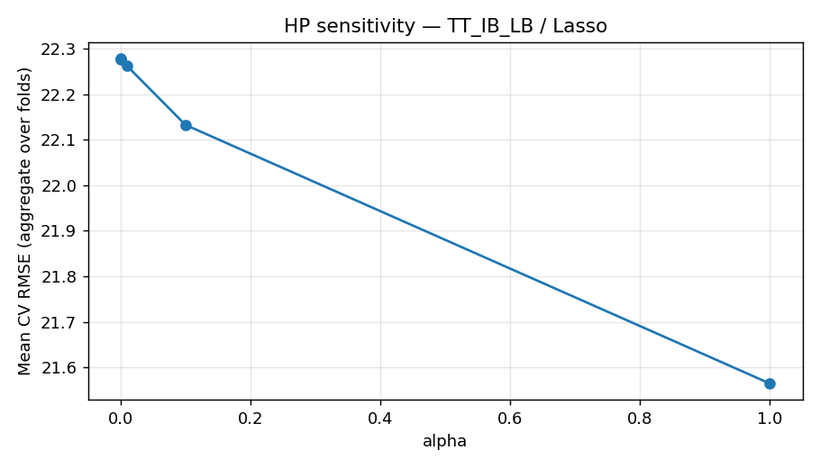 HP sensitivity — TT_IB_LB / Lasso
Mean CV RMSE (aggregate over folds)
22.3
22.2
22.1
22.0
21.9
21.8
21.7
21.6
0.0 0.2 0.4 0.6 0.8 1.0
alpha